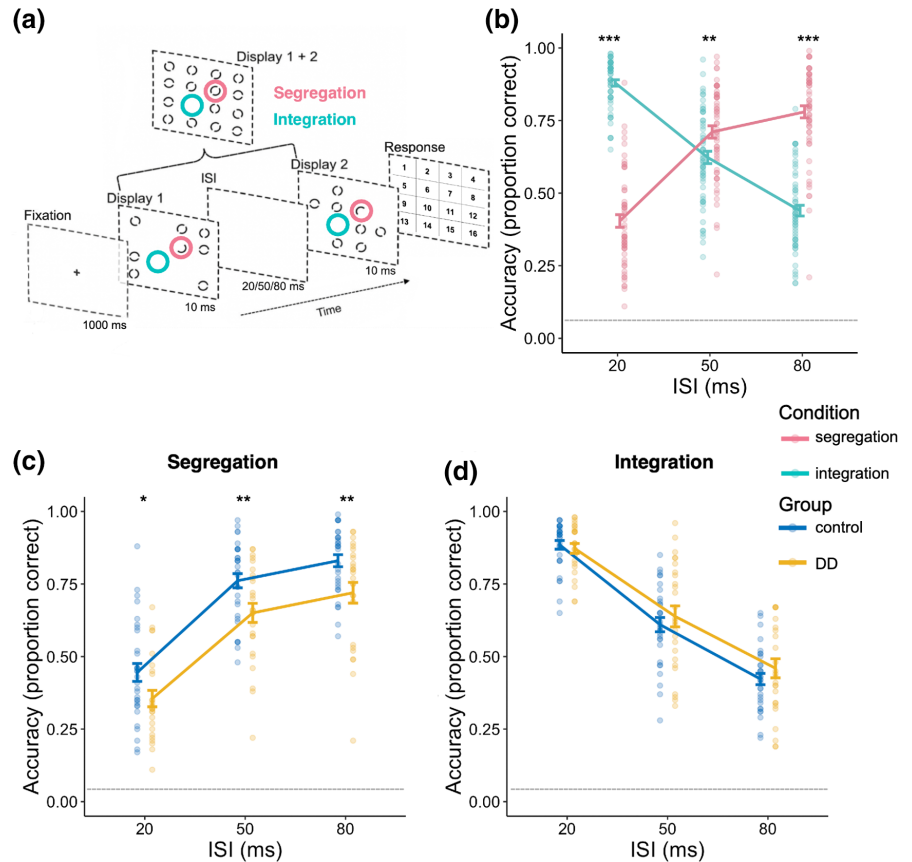 (a)
Display 1 + 2
Segregation
Integration
Response
1 2 3 4
5 6 7 8
9 10 11 12
13 14 15 16
Display 2
ISI
Display 1
Fixation
+
10 ms
20/50/80 ms
10 ms
1000 ms
Time
(b)
*** ** ***
Accuracy (proportion correct)
1.00
0.75
0.50
0.25
0.00
20 50 80
ISI (ms)
Condition
segregation
integration
Group
control
DD
(c)
Segregation
* ** **
Accuracy (proportion correct)
1.00
0.75
0.50
0.25
0.00
20 50 80
ISI (ms)
(d)
Integration
Accuracy (proportion correct)
1.00
0.75
0.50
0.25
0.00
20 50 80
ISI (ms)